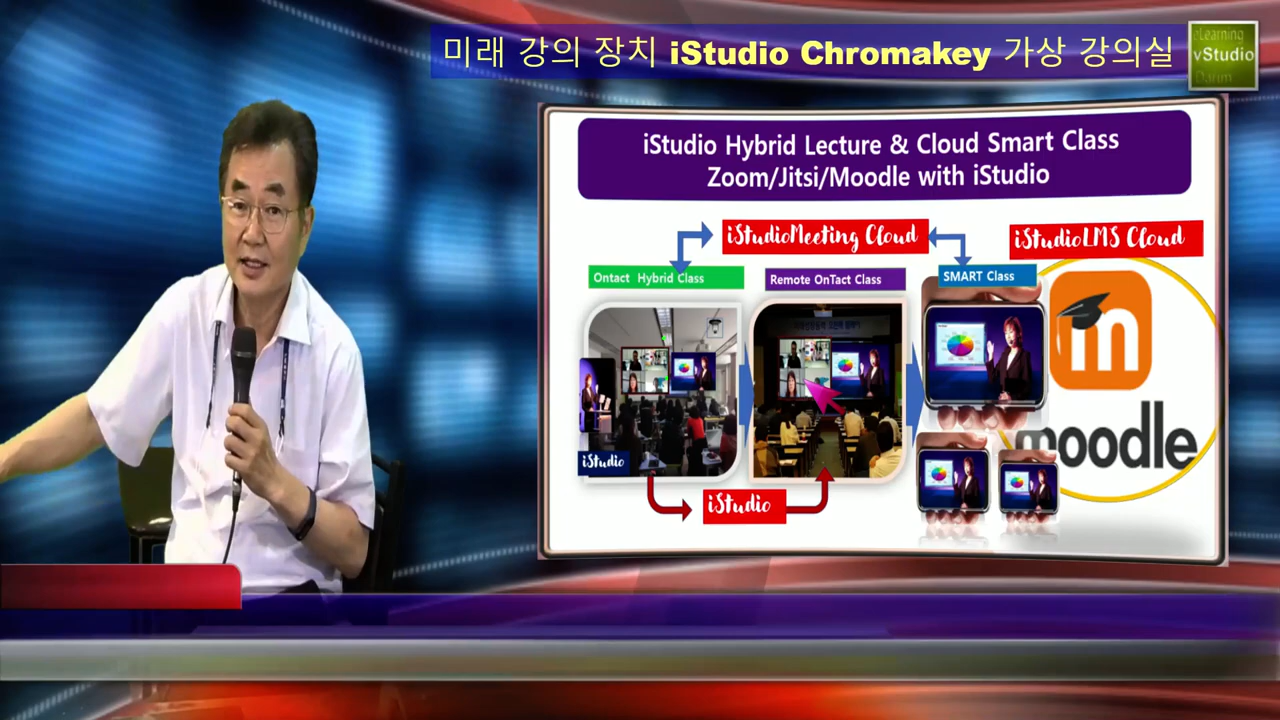 미래 강의 장치 iStudio Chromakey 가상 강의실
eLearning
vStudio
Darim
iStudio Hybrid Lecture & Cloud Smart Class
Zoom/Jitsi/Moodle with iStudio
iStudioMeeting Cloud
iStudioLMS Cloud
Ontact Hybrid Class
Remote OnTact Class
SMART Class
m
moodle
iStudio
iStudio